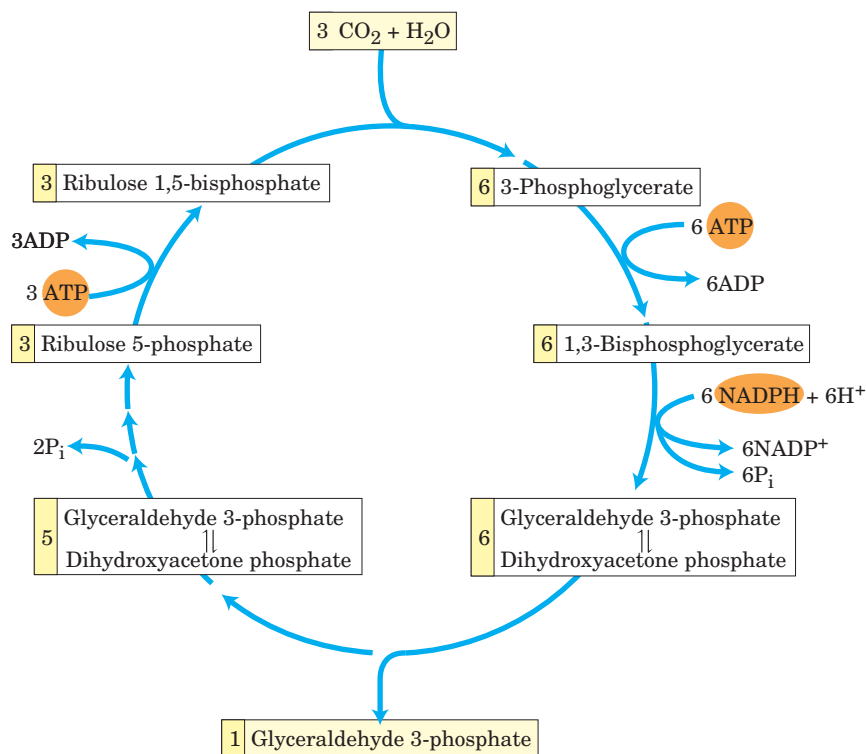 3 CO₂ + H₂O
3 Ribulose 1,5-bisphosphate
6 3-Phosphoglycerate
3ADP
6 ATP
3 ATP
6ADP
3 Ribulose 5-phosphate
6 1,3-Bisphosphoglycerate
6 NADPH + 6H⁺
2Pᵢ
6NADP⁺
6Pᵢ
5 Glyceraldehyde 3-phosphate
⇌
Dihydroxyacetone phosphate
6 Glyceraldehyde 3-phosphate
⇌
Dihydroxyacetone phosphate
1 Glyceraldehyde 3-phosphate